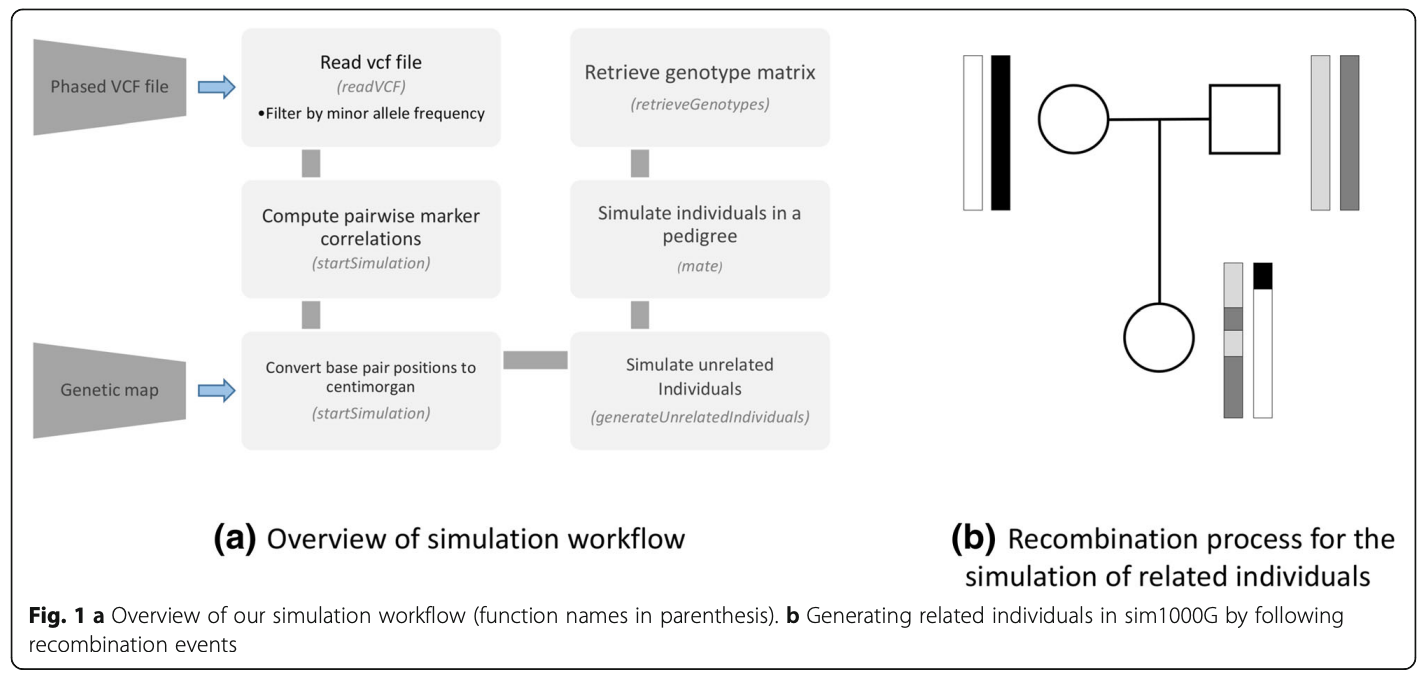 Phased VCF file
Read vcf file
(readVCF)
•Filter by minor allele frequency
Compute pairwise marker
correlations
(startSimulation)
Genetic map
Convert base pair positions to
centimorgan
(startSimulation)
Simulate unrelated
Individuals
(generateUnrelatedIndividuals)
Simulate individuals in a
pedigree
(mate)
Retrieve genotype matrix
(retrieveGenotypes)
(a) Overview of simulation workflow
(b) Recombination process for the
simulation of related individuals
Fig. 1 a Overview of our simulation workflow (function names in parenthesis). b Generating related individuals in sim1000G by following
recombination events